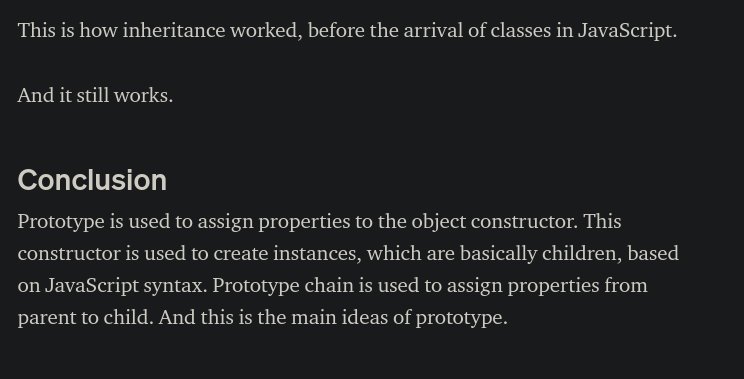 This is how inheritance worked, before the arrival of classes in JavaScript.
And it still works.
Conclusion
Prototype is used to assign properties to the object constructor. This
constructor is used to create instances, which are basically children, based
on JavaScript syntax. Prototype chain is used to assign properties from
parent to child. And this is the main ideas of prototype.